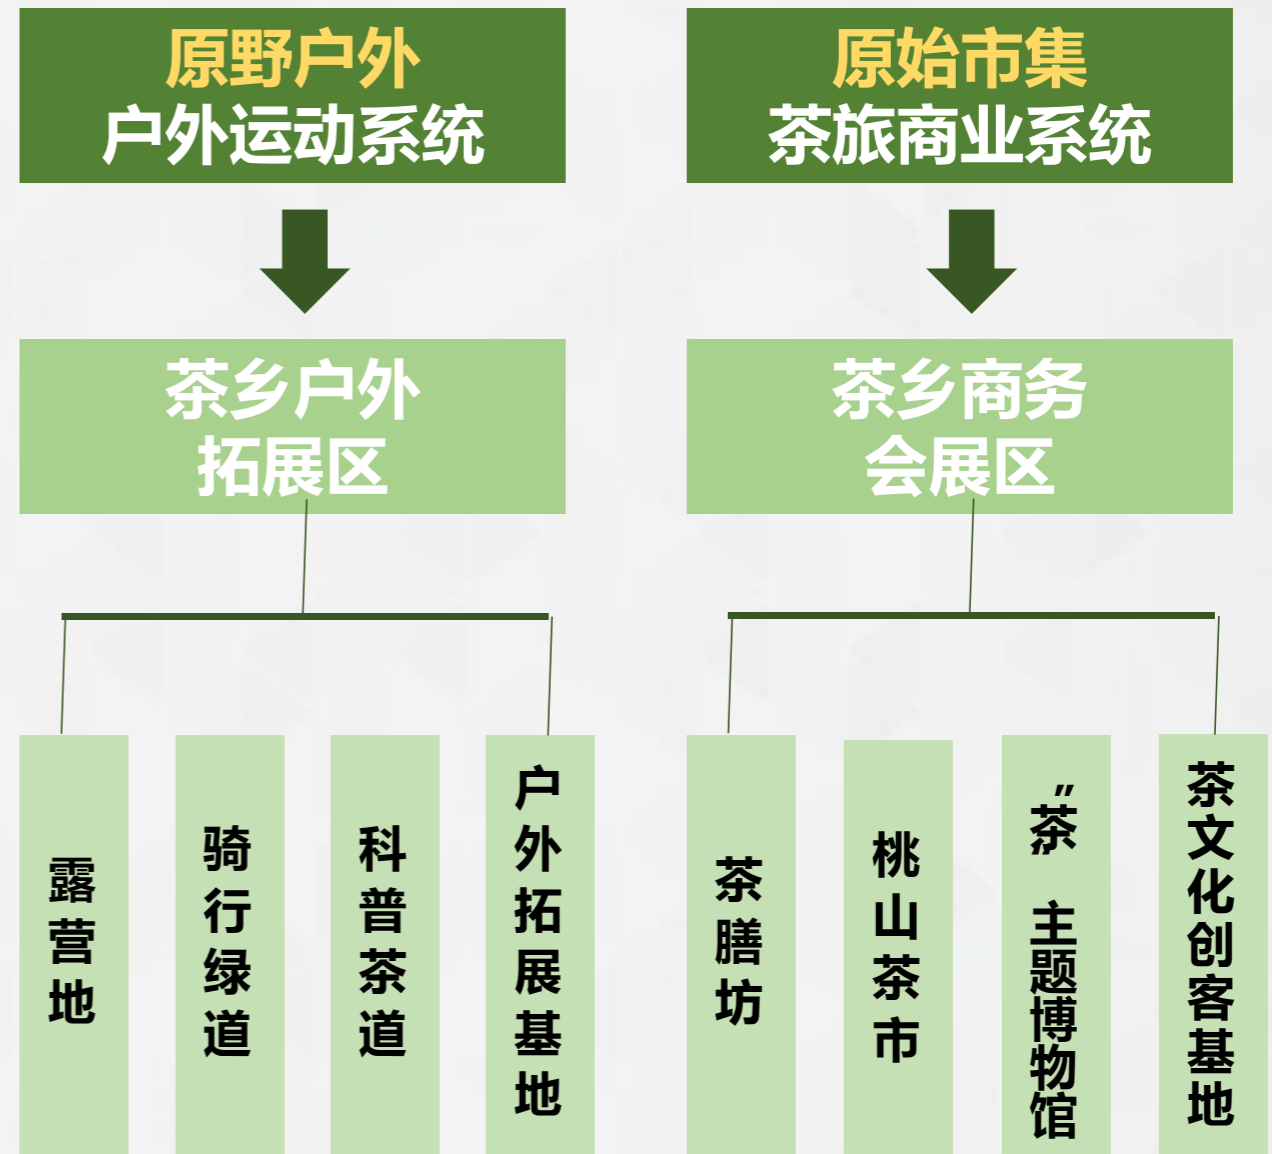 原野户外
户外运动系统
茶乡户外
拓展区
露营地
骑行绿道
科普茶道
户外拓展基地
原始市集
茶旅商业系统
茶乡商务
会展区
茶膳坊
桃山茶市
“茶”主题博物馆
茶文化创客基地